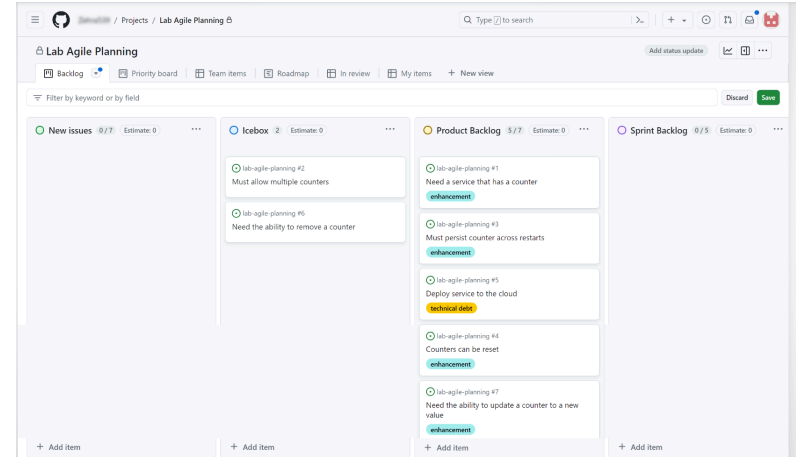 / Projects / Lab Agile Planning
Type / to search
Lab Agile Planning
Add status update
Backlog
Priority board
Team items
Roadmap
In review
My items
+ New view
Filter by keyword or by field
Discard
Save
New issues 0 / 7 Estimate: 0
+ Add item
Icebox 2 Estimate: 0
lab-agile-planning #2
Must allow multiple counters
lab-agile-planning #6
Need the ability to remove a counter
+ Add item
Product Backlog 5 / 7 Estimate: 0
lab-agile-planning #1
Need a service that has a counter
enhancement
lab-agile-planning #3
Must persist counter across restarts
enhancement
lab-agile-planning #5
Deploy service to the cloud
technical debt
lab-agile-planning #4
Counters can be reset
enhancement
lab-agile-planning #7
Need the ability to update a counter to a new
value
enhancement
+ Add item
Sprint Backlog 0 / 5 Estimate: 0
+ Add item